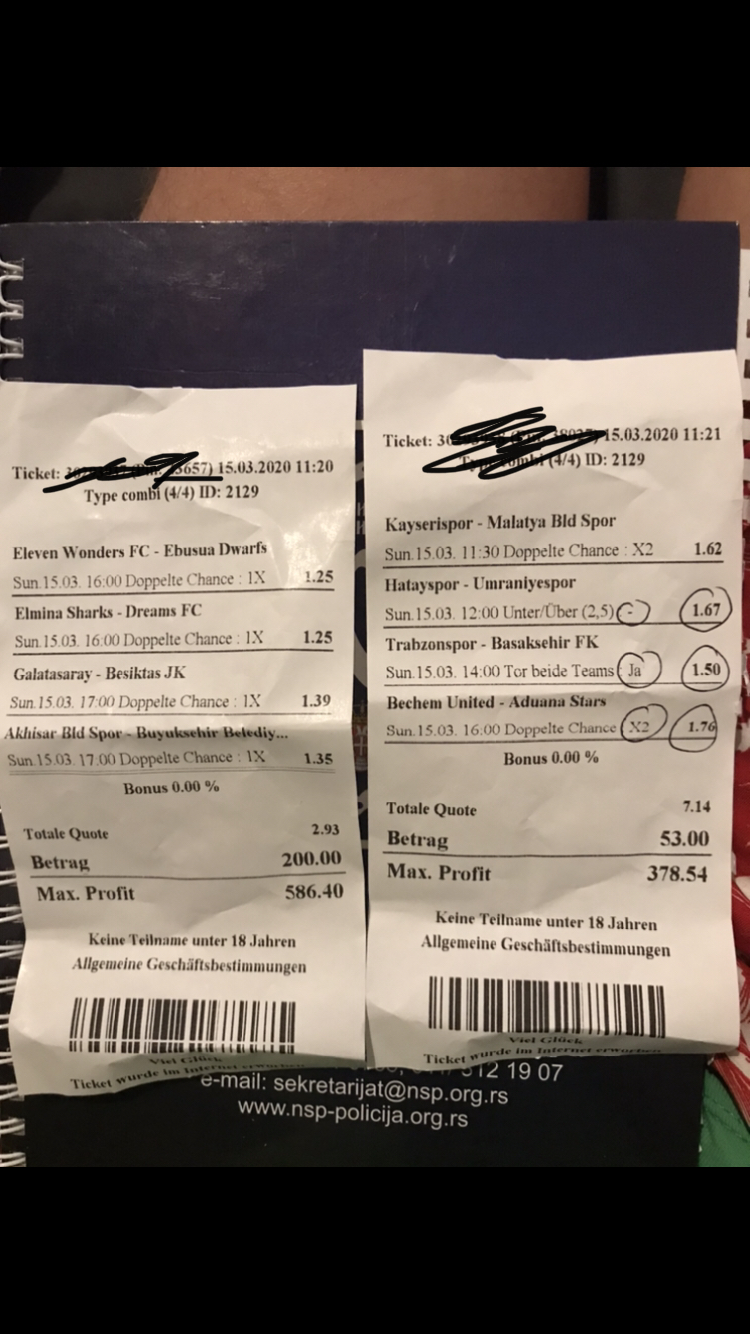 Ticket: 3657) 15.03.2020 11:20
Type combi (4/4) ID: 2129
Eleven Wonders FC - Ebusua Dwarfs
Sun.15.03. 16:00 Doppelte Chance : 1X 1.25
Elmina Sharks - Dreams FC
Sun.15.03. 16:00 Doppelte Chance : 1X 1.25
Galatasaray - Besiktas JK
Sun.15.03. 17:00 Doppelte Chance : 1X 1.39
Akhisar Bld Spor - Buyuksehir Belediy...
Sun.15.03. 17:00 Doppelte Chance : 1X 1.35
Bonus 0.00 %
Totale Quote 2.93
Betrag 200.00
Max. Profit 586.40
Keine Teilname unter 18 Jahren
Allgemeine Geschäftsbestimmungen
Viel Glück
Ticket wurde im Internet erworben
Ticket: 15.03.2020 11:21
(4/4) ID: 2129
Kayserispor - Malatya Bld Spor
Sun.15.03. 11:30 Doppelte Chance : X2 1.62
Hatayspor - Umraniyespor
Sun.15.03. 12:00 Unter/Über (2,5) : - 1.67
Trabzonspor - Basaksehir FK
Sun.15.03. 14:00 Tor beide Teams : Ja 1.50
Bechem United - Aduana Stars
Sun.15.03. 16:00 Doppelte Chance : X2 1.76
Bonus 0.00 %
Totale Quote 7.14
Betrag 53.00
Max. Profit 378.54
Keine Teilname unter 18 Jahren
Allgemeine Geschäftsbestimmungen
Viel Glück
Ticket wurde im Internet erworben
312 19 07
e-mail: sekretarijat@nsp.org.rs
www.nsp-policija.org.rs